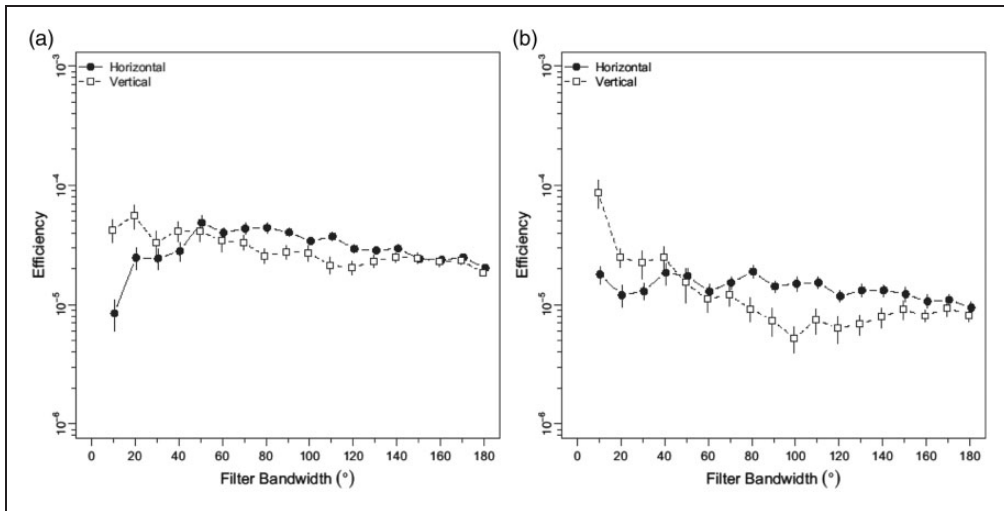 (a)
10⁻³
10⁻⁴
10⁻⁵
10⁻⁶
Efficiency
Horizontal
Vertical
0 20 40 60 80 100 120 140 160 180
Filter Bandwidth (°)
(b)
10⁻³
10⁻⁴
10⁻⁵
10⁻⁶
Efficiency
Horizontal
Vertical
0 20 40 60 80 100 120 140 160 180
Filter Bandwidth (°)